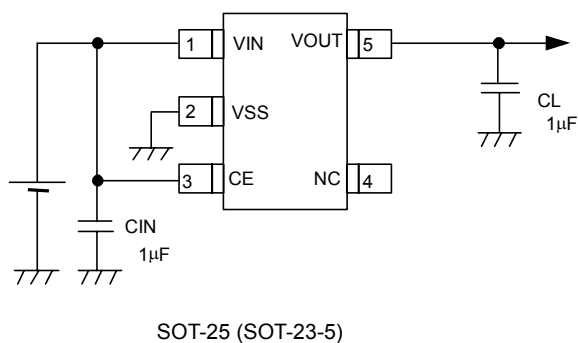 1 VIN VOUT 5
2 VSS
3 CE NC 4
CL
1µF
CIN
1µF
SOT-25 (SOT-23-5)